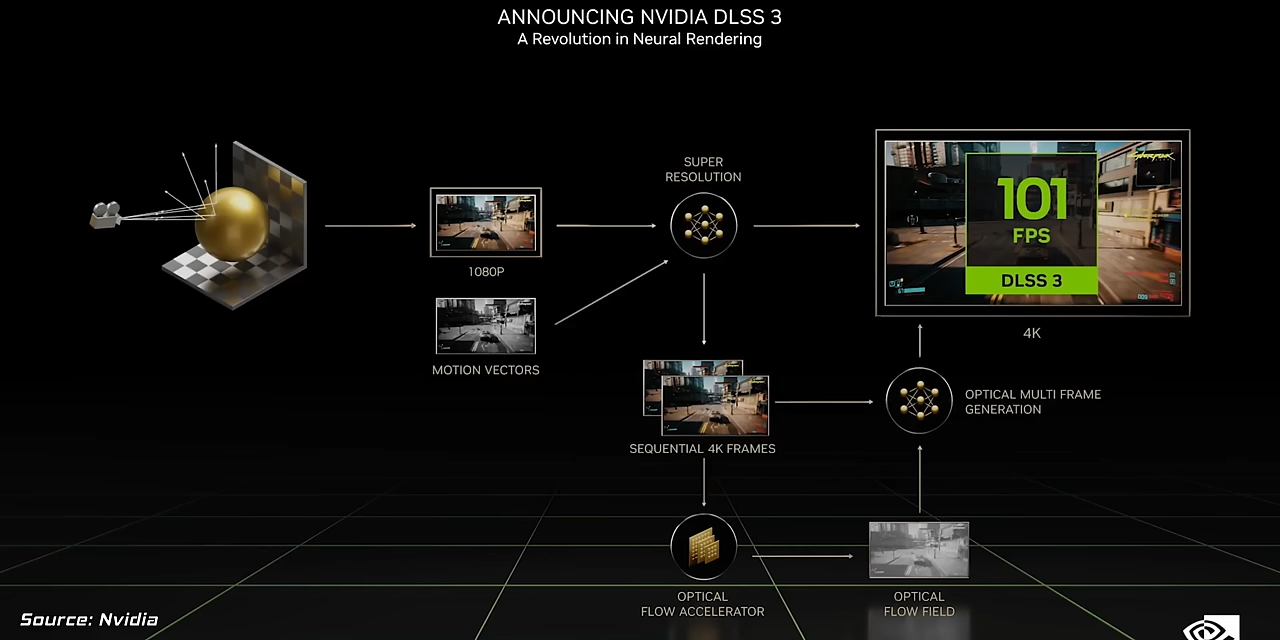 ANNOUNCING NVIDIA DLSS 3
A Revolution in Neural Rendering
SUPER
RESOLUTION
1080P
MOTION VECTORS
101
FPS
DLSS 3
4K
SEQUENTIAL 4K FRAMES
OPTICAL MULTI FRAME
GENERATION
OPTICAL
FLOW ACCELERATOR
OPTICAL
FLOW FIELD
Source: Nvidia